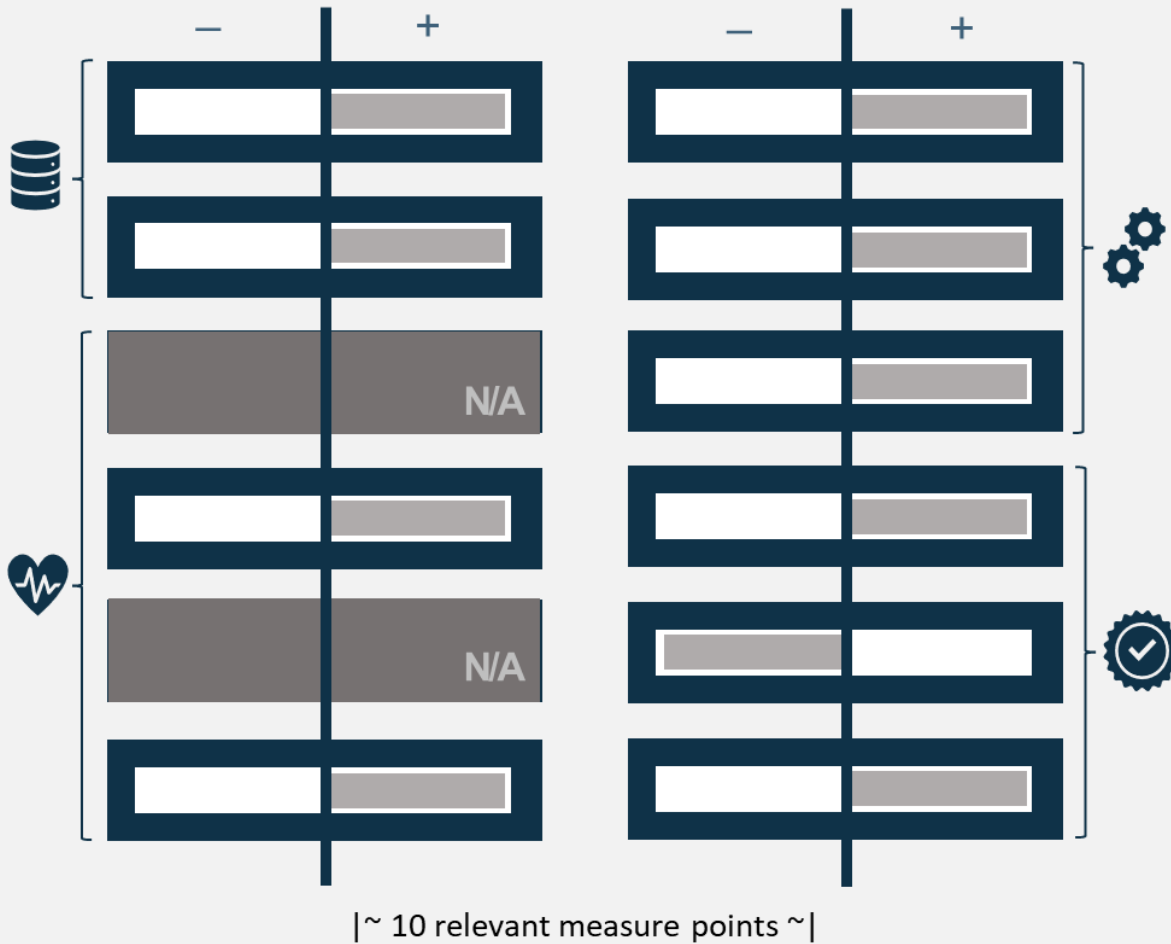 – +
– +
N/A
N/A
|~ 10 relevant measure points ~|